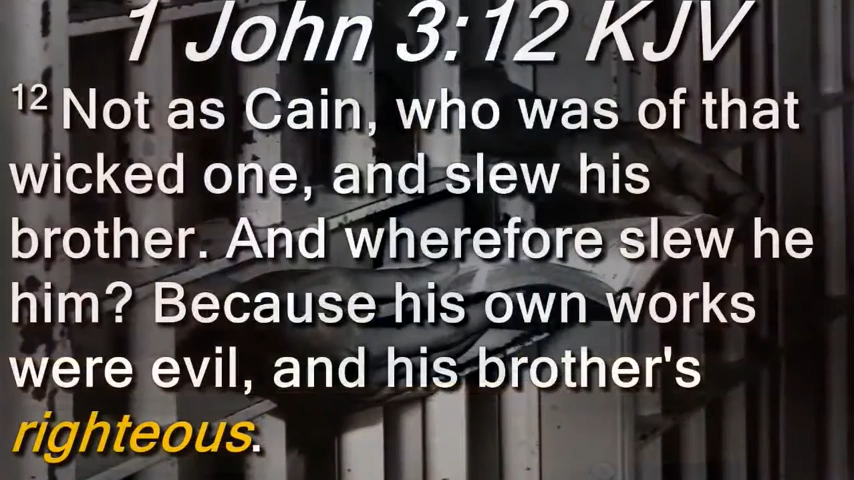 1 John 3:12 KJV
12 Not as Cain, who was of that
wicked one, and slew his
brother. And wherefore slew he
him? Because his own works
were evil, and his brother's
righteous.